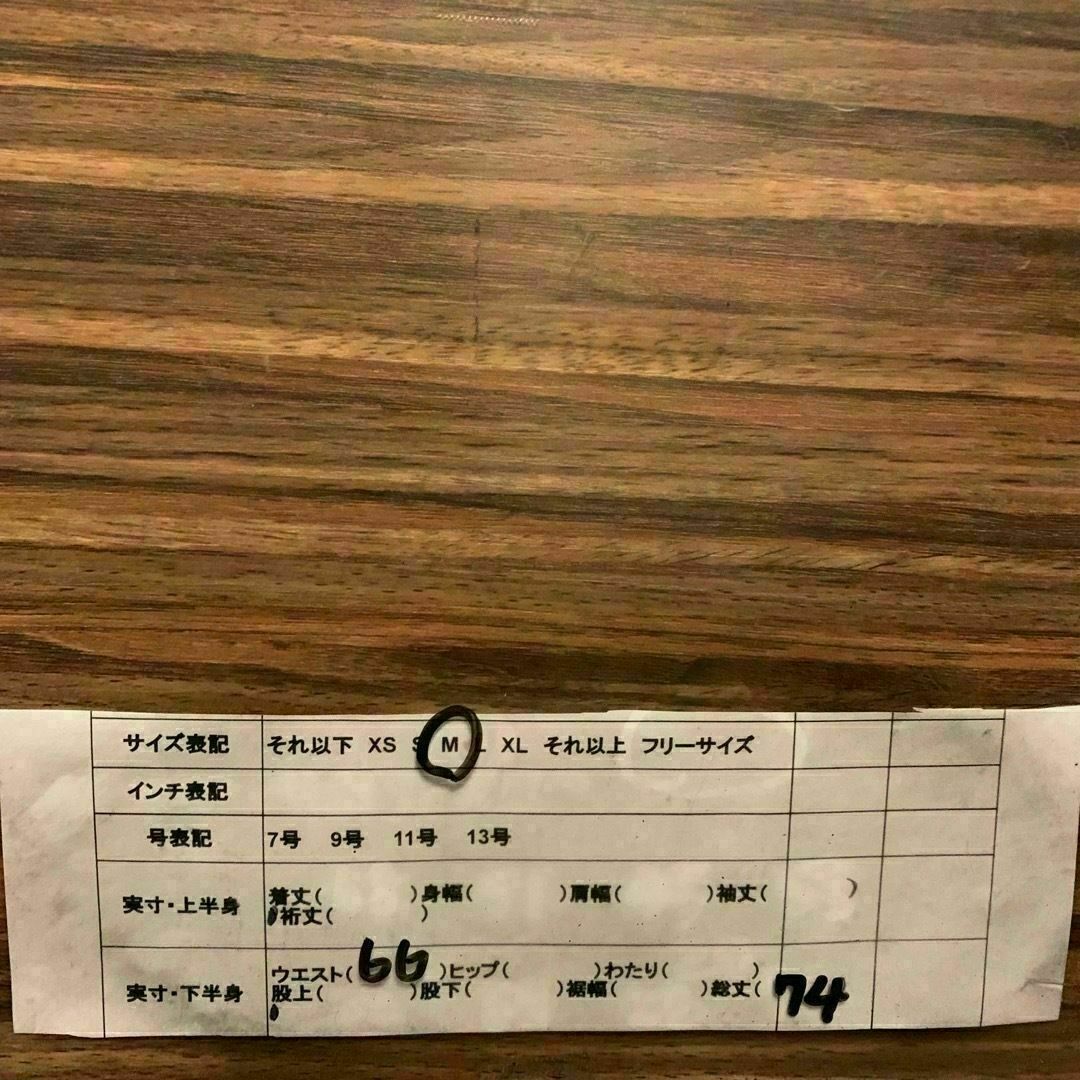 サイズ表記 それ以下 XS S M L XL それ以上 フリーサイズ
インチ表記
号表記 7号 9号 11号 13号
実寸・上半身 着丈( )身幅( )肩幅( )袖丈( )
裄丈( )
実寸・下半身 ウエスト( 66 )ヒップ( )わたり( )
股上( )股下( )裾幅( )総丈( 74